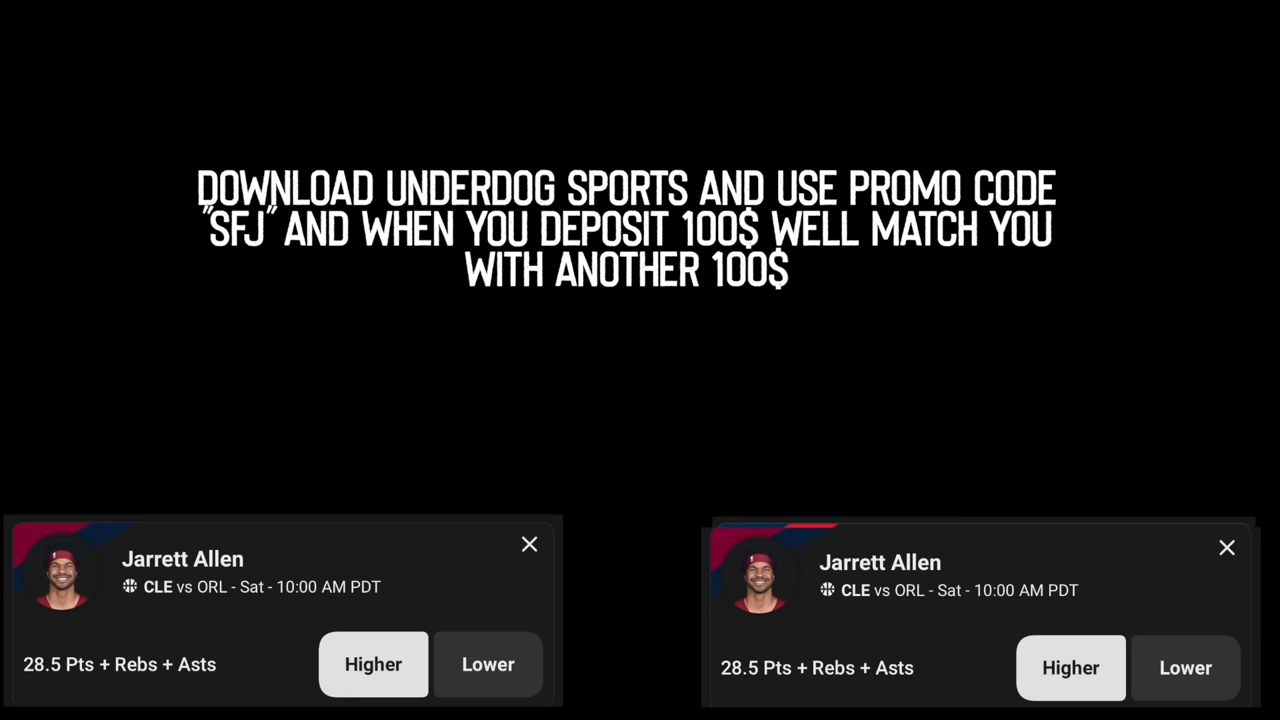 DOWNLOAD UNDERDOG SPORTS AND USE PROMO CODE
"SFJ" AND WHEN YOU DEPOSIT 100$ WELL MATCH YOU
WITH ANOTHER 100$
Jarrett Allen
CLE vs ORL - Sat - 10:00 AM PDT
28.5 Pts + Rebs + Asts
Higher
Lower
Jarrett Allen
CLE vs ORL - Sat - 10:00 AM PDT
28.5 Pts + Rebs + Asts
Higher
Lower